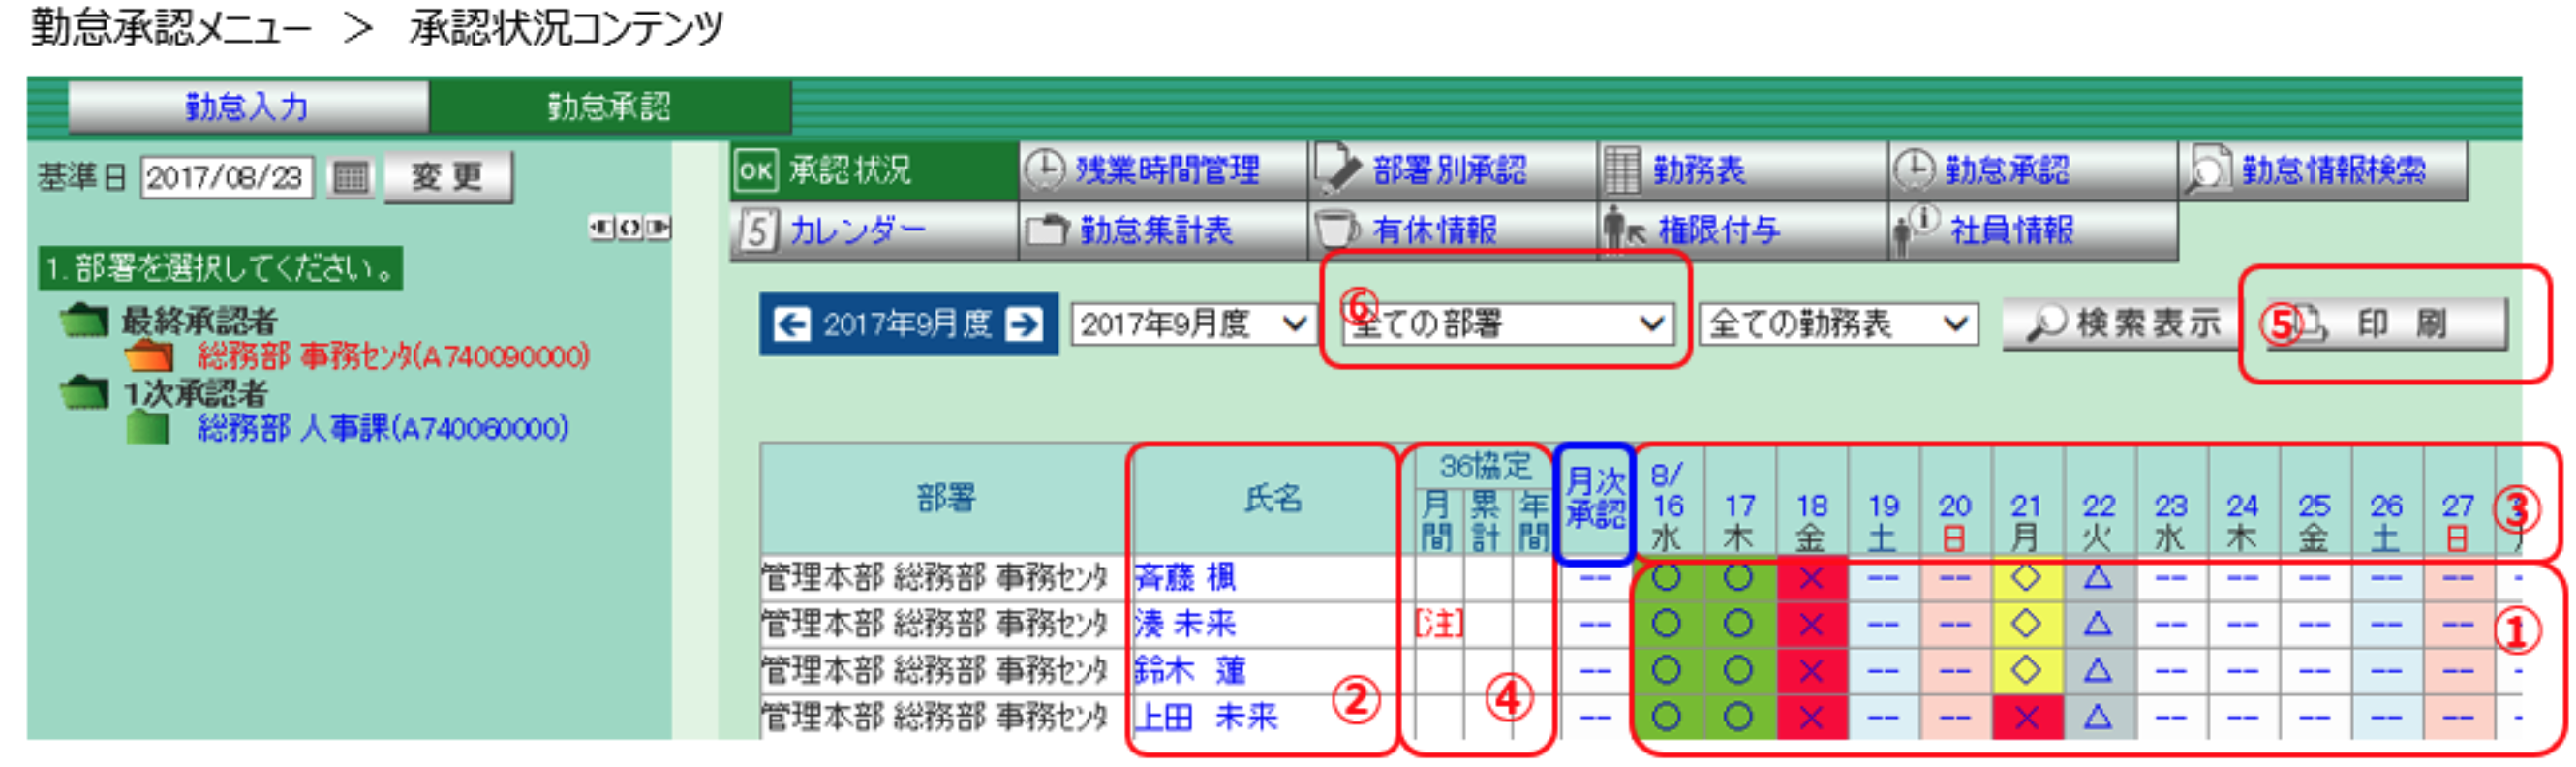 勤怠承認メニュー ＞ 承認状況コンテンツ
勤怠入力 勤怠承認
基準日 2017/08/23 変更
OK 承認状況 残業時間管理 部署別承認 勤務表 勤怠承認 勤怠情報検索
5 カレンダー 勤怠集計表 有休情報 権限付与 社員情報
1.部署を選択してください。
最終承認者
総務部 事務ｾﾝﾀ(A740090000)
1次承認者
総務部 人事課(A740060000)
2017年9月度 2017年9月度 ⑥ 全ての部署 全ての勤務表 検索表示 ⑤ 印刷
部署 氏名 36協定 月間 累計 年間 月次承認 8/16 水 17 木 18 金 19 土 20 日 21 月 22 火 23 水 24 木 25 金 26 土 27 日 ③
管理本部 総務部 事務ｾﾝﾀ 斉藤 楓 -- ○ ○ × -- -- ◇ △ -- -- -- -- --
管理本部 総務部 事務ｾﾝﾀ 湊 未来 [注] -- ○ ○ × -- -- ◇ △ -- -- -- -- -- ①
管理本部 総務部 事務ｾﾝﾀ 鈴木 蓮 -- ○ ○ × -- -- ◇ △ -- -- -- -- --
管理本部 総務部 事務ｾﾝﾀ 上田 未来 ② ④ -- ○ ○ × -- -- × △ -- -- -- -- --